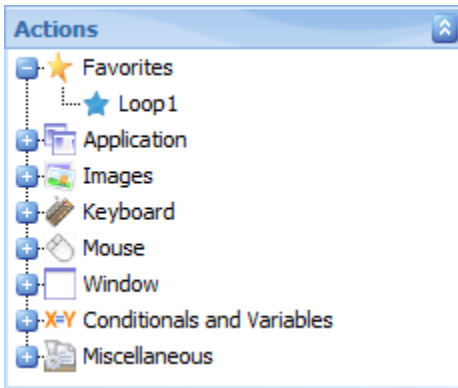 Actions
Favorites
Loop1
Application
Images
Keyboard
Mouse
Window
X=Y Conditionals and Variables
Miscellaneous